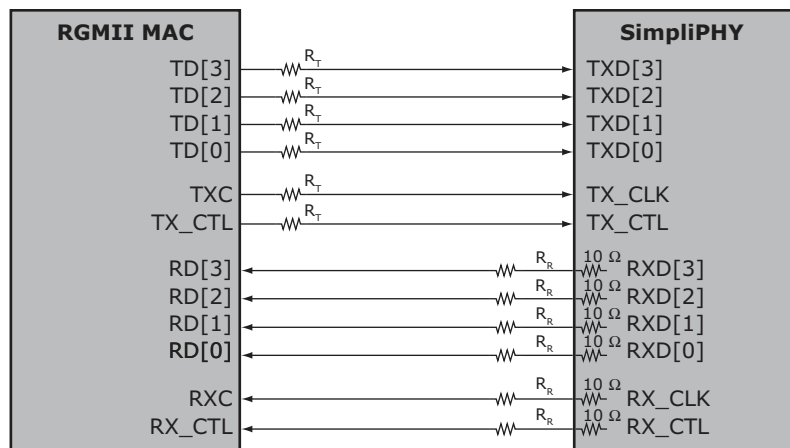 RGMII MAC SimpliPHY
TD[3] R_T TXD[3]
TD[2] R_T TXD[2]
TD[1] R_T TXD[1]
TD[0] R_T TXD[0]
TXC R_T TX_CLK
TX_CTL R_T TX_CTL
RD[3] R_R 10 Ω RXD[3]
RD[2] R_R 10 Ω RXD[2]
RD[1] R_R 10 Ω RXD[1]
RD[0] R_R 10 Ω RXD[0]
RXC R_R 10 Ω RX_CLK
RX_CTL R_R 10 Ω RX_CTL